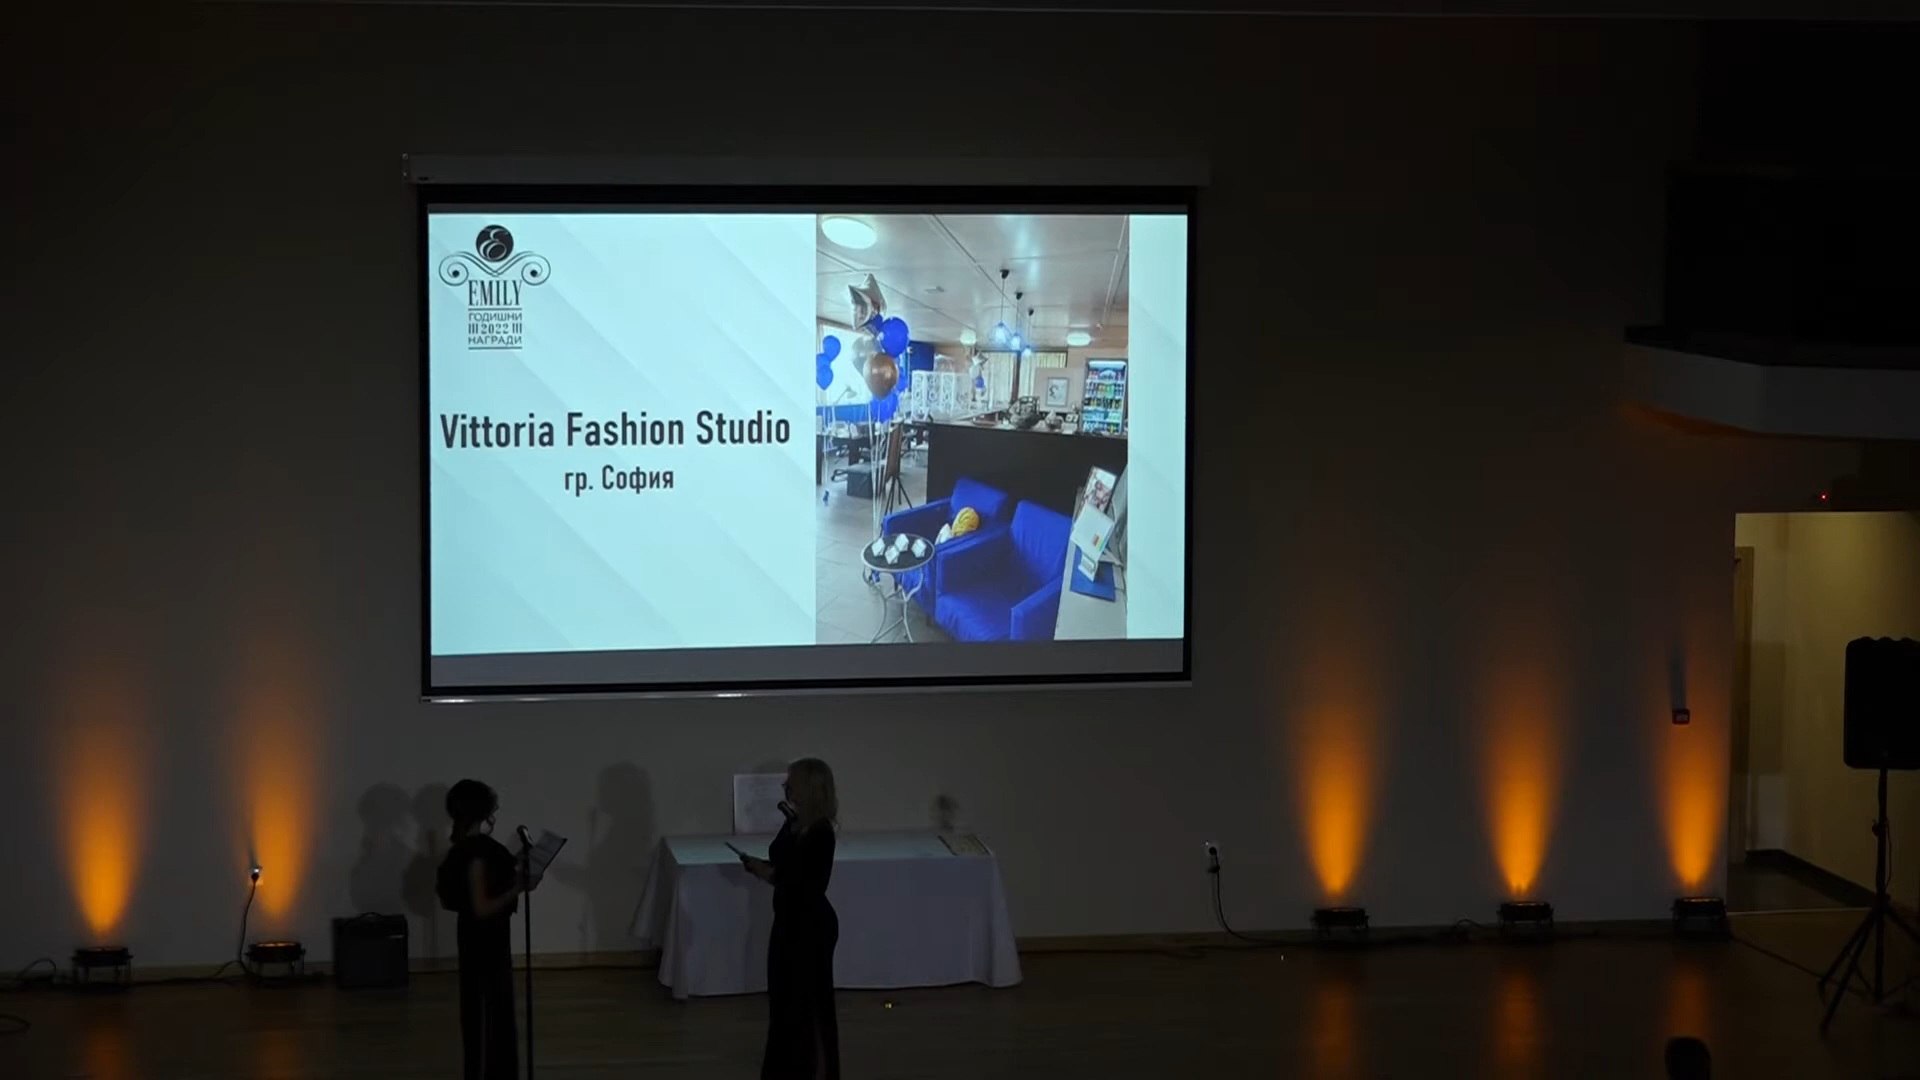 EMILY
ГОДИШНИ
2022
НАГРАДИ
Vittoria Fashion Studio
гр. София